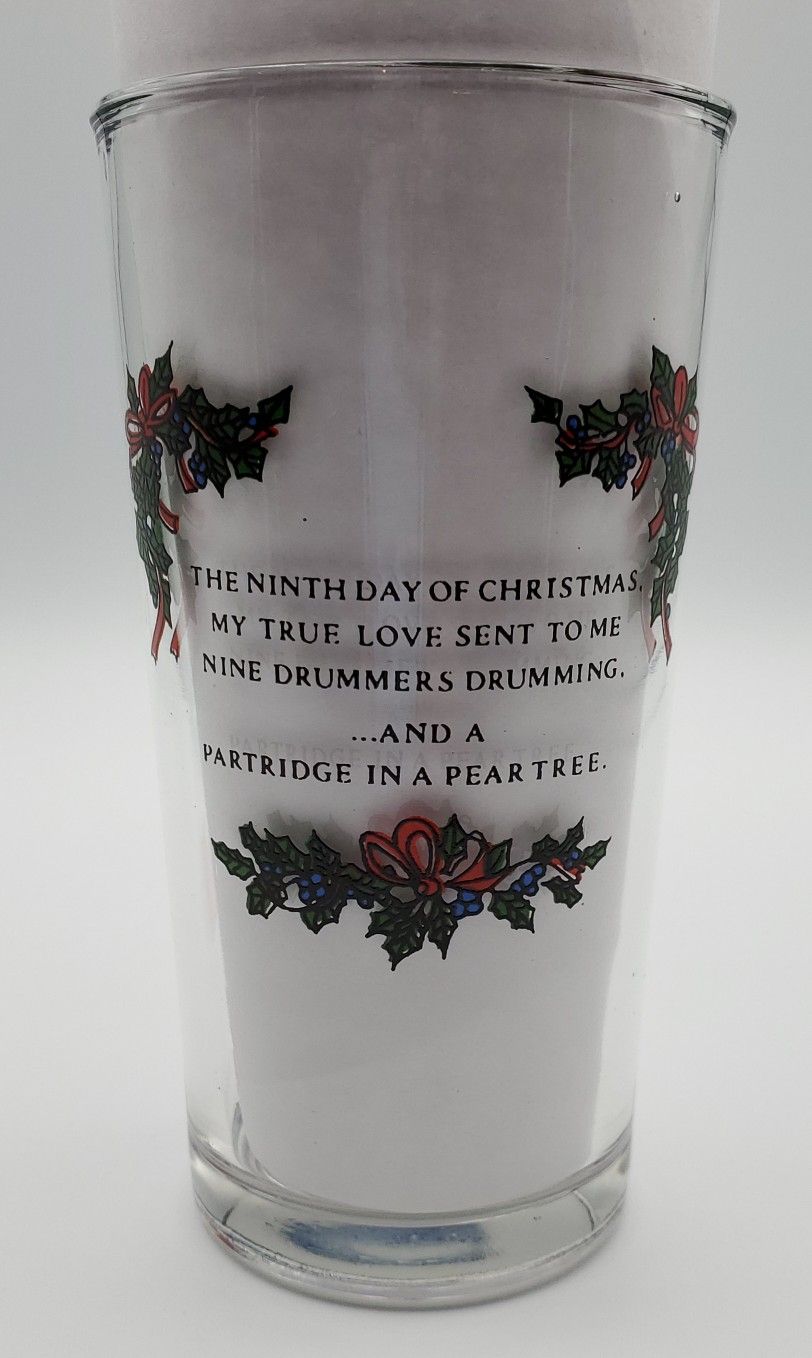 THE NINTH DAY OF CHRISTMAS,
MY TRUE LOVE SENT TO ME
NINE DRUMMERS DRUMMING,
...AND A
PARTRIDGE IN A PEAR TREE.